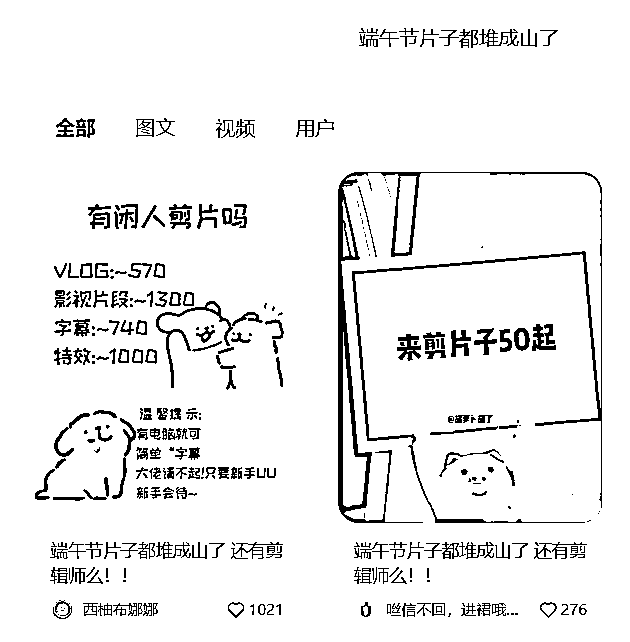 端午节片子都堆成山了
全部 图文 视频 用户
有闲人剪片吗
VLOG:~570
影视片段:~1300
字幕:~740
特效:~1000
温馨提示:
有电脑就可
简单“字幕
大佬请不起!只要新手UU
新手会待~
来剪片子50起
端午节片子都堆成山了 还有剪
辑师么！！
西柚布娜娜 1021
端午节片子都堆成山了 还有剪
辑师么！！
噬信不回，进裙哦... 276